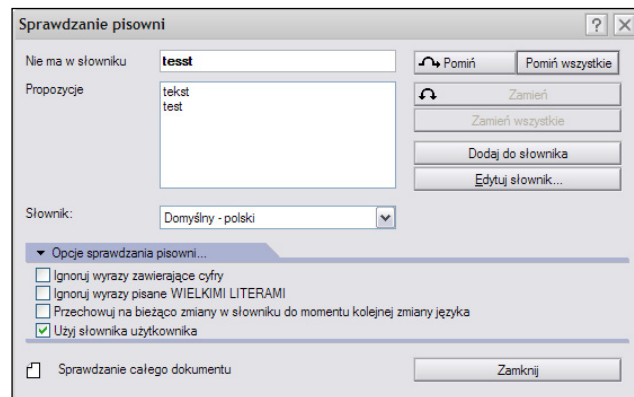 Sprawdzanie pisowni
Nie ma w słowniku
tesst
Pomiń
Pomiń wszystkie
Propozycje
tekst
test
Zamień
Zamień wszystkie
Dodaj do słownika
Edytuj słownik...
Słownik:
Domyślny - polski
Opcje sprawdzania pisowni...
Ignoruj wyrazy zawierające cyfry
Ignoruj wyrazy pisane WIELKIMI LITERAMI
Przechowuj na bieżąco zmiany w słowniku do momentu kolejnej zmiany języka
Użyj słownika użytkownika
Sprawdzanie całego dokumentu
Zamknij